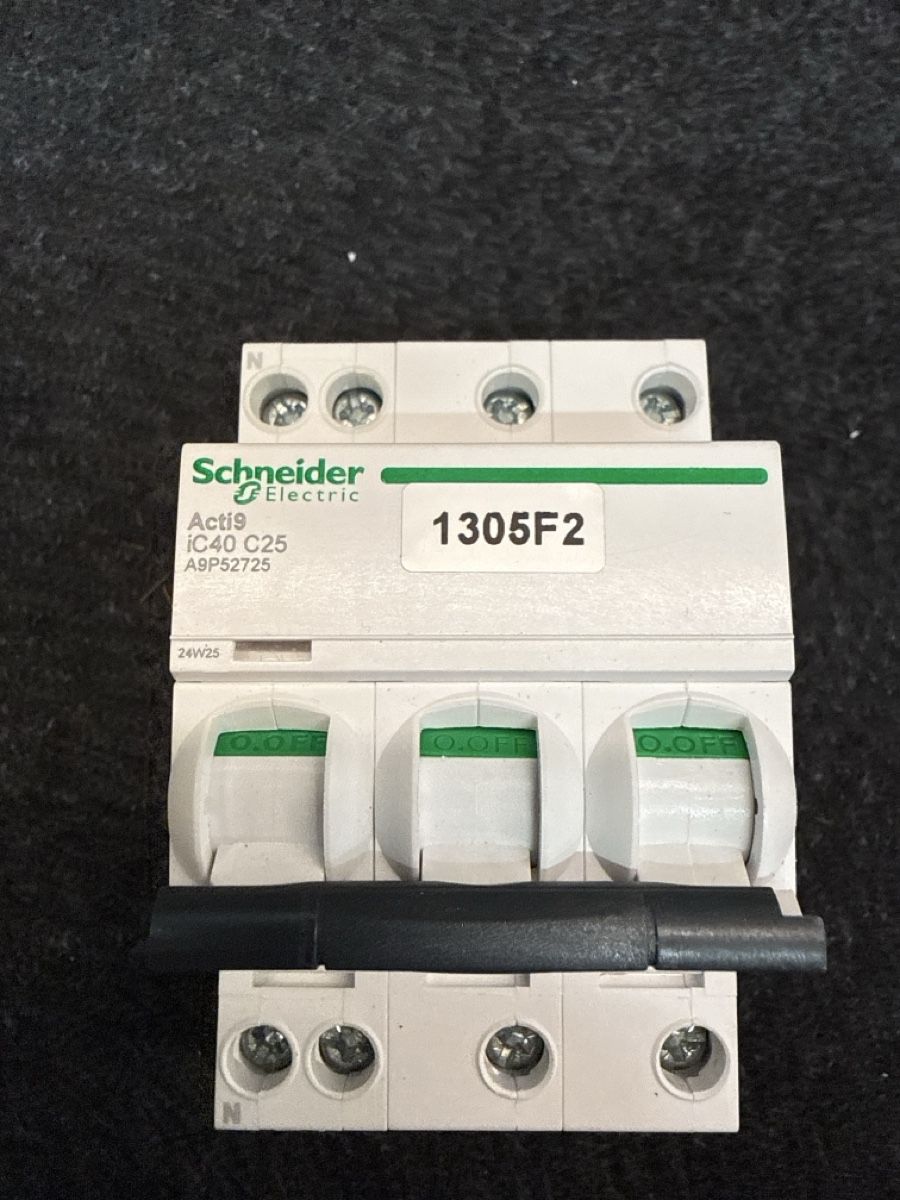 N
Schneider
Electric
Acti9
iC40 C25
A9P52725
1305F2
24W25
O.OFF O.OFF O.OFF
N